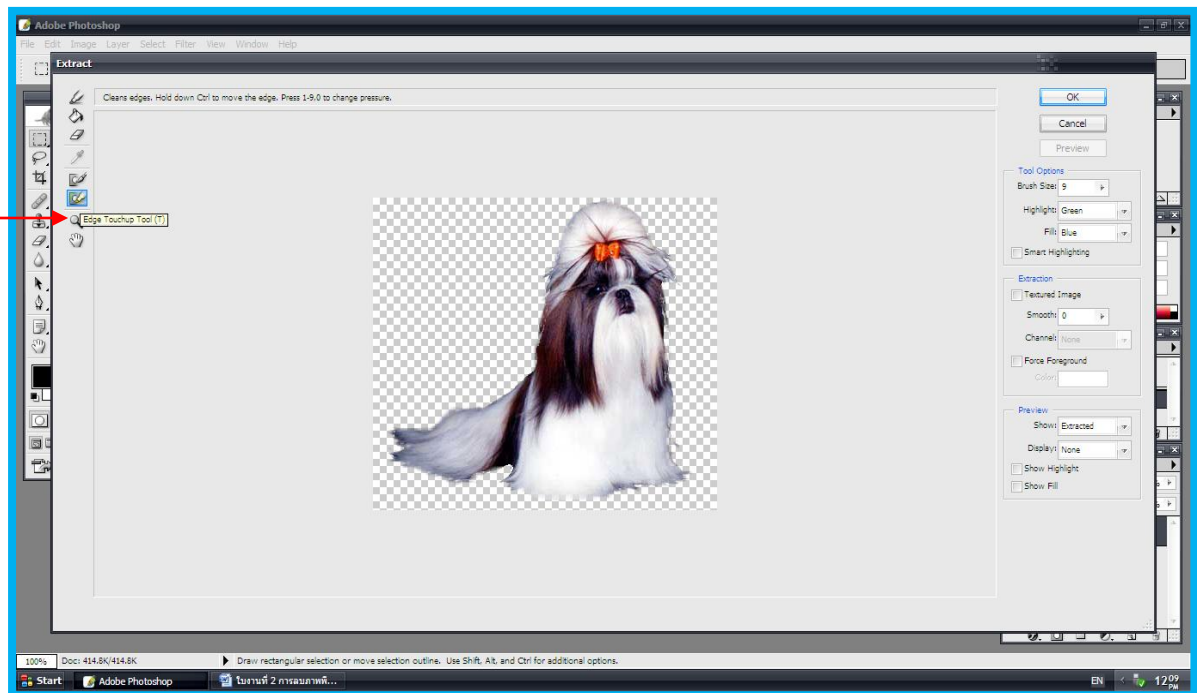 Adobe Photoshop
File Edit Image Layer Select Filter View Window Help
Extract
Cleans edges. Hold down Ctrl to move the edge. Press 1-9.0 to change pressure.
OK
Cancel
Preview
Tool Options
Brush Size: 9
Highlight: Green
Fill: Blue
Smart Highlighting
Edge Touchup Tool (T)
Extraction
Textured Image
Smooth: 0
Channel: None
Force Foreground
Color:
Preview
Show: Extracted
Display: None
Show Highlight
Show Fill
100% Doc: 414.8K/414.8K Draw rectangular selection or move selection outline. Use Shift, Alt, and Ctrl for additional options.
Start Adobe Photoshop ใบงานที่ 2 การลบภาพพื้... EN 12 09 PM